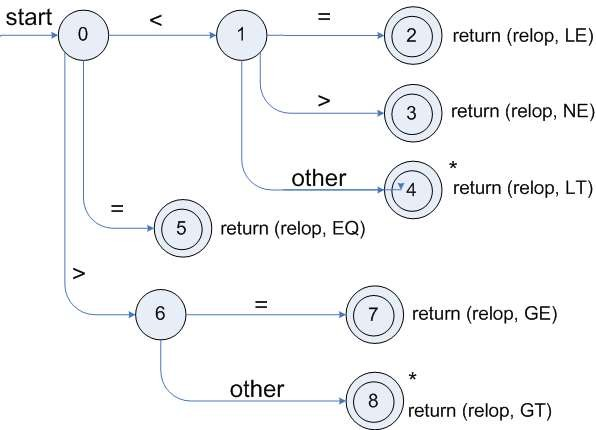 start
0
<
1
=
2
return (relop, LE)
>
3
return (relop, NE)
other
4
*
return (relop, LT)
=
5
return (relop, EQ)
>
6
=
7
return (relop, GE)
other
8
*
return (relop, GT)